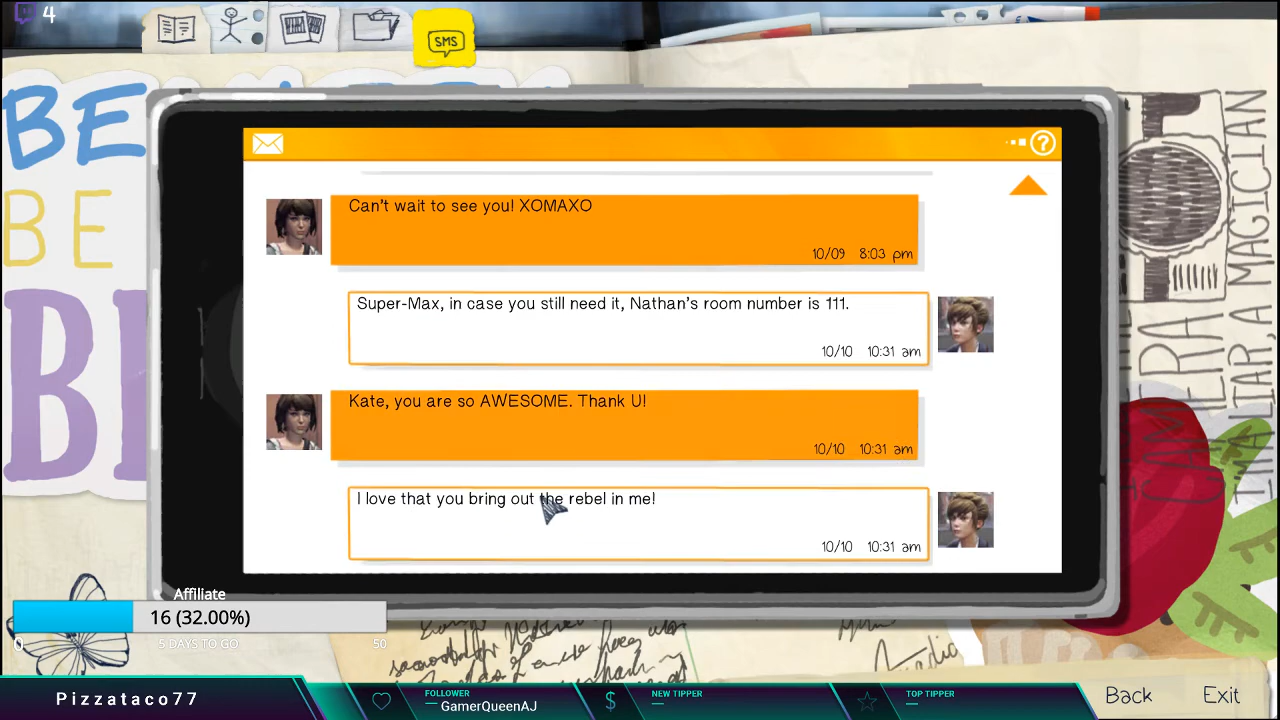 4
SMS
BE
BE
Can't wait to see you! XOMAXO
10/09 8:03 pm
Super-Max, in case you still need it, Nathan's room number is 111.
10/10 10:31 am
Kate, you are so AWESOME. Thank U!
10/10 10:31 am
I love that you bring out the rebel in me!
10/10 10:31 am
CAMERA
LIAR, A MAGICIAN
Affiliate
16 (32.00%)
0 5 DAYS TO GO 50
Pizzataco77
FOLLOWER
GamerQueenAJ
NEW TIPPER
TOP TIPPER
Back Exit